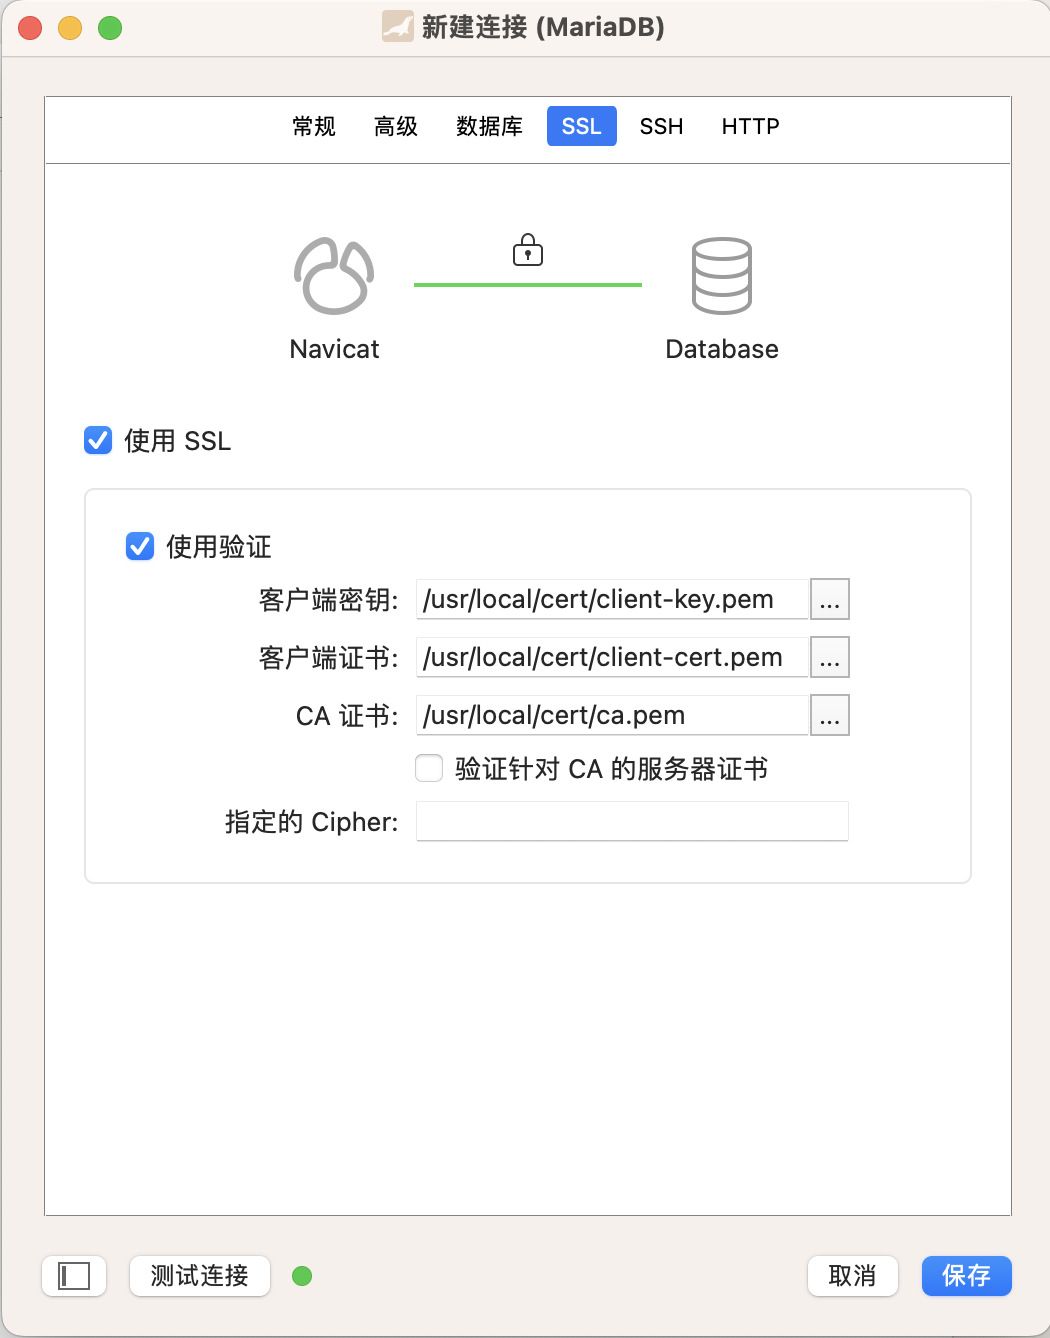 新建连接 (MariaDB)
常规 高级 数据库 SSL SSH HTTP
Navicat Database
使用 SSL
使用验证
客户端密钥: /usr/local/cert/client-key.pem ...
客户端证书: /usr/local/cert/client-cert.pem ...
CA 证书: /usr/local/cert/ca.pem ...
验证针对 CA 的服务器证书
指定的 Cipher:
测试连接 取消 保存